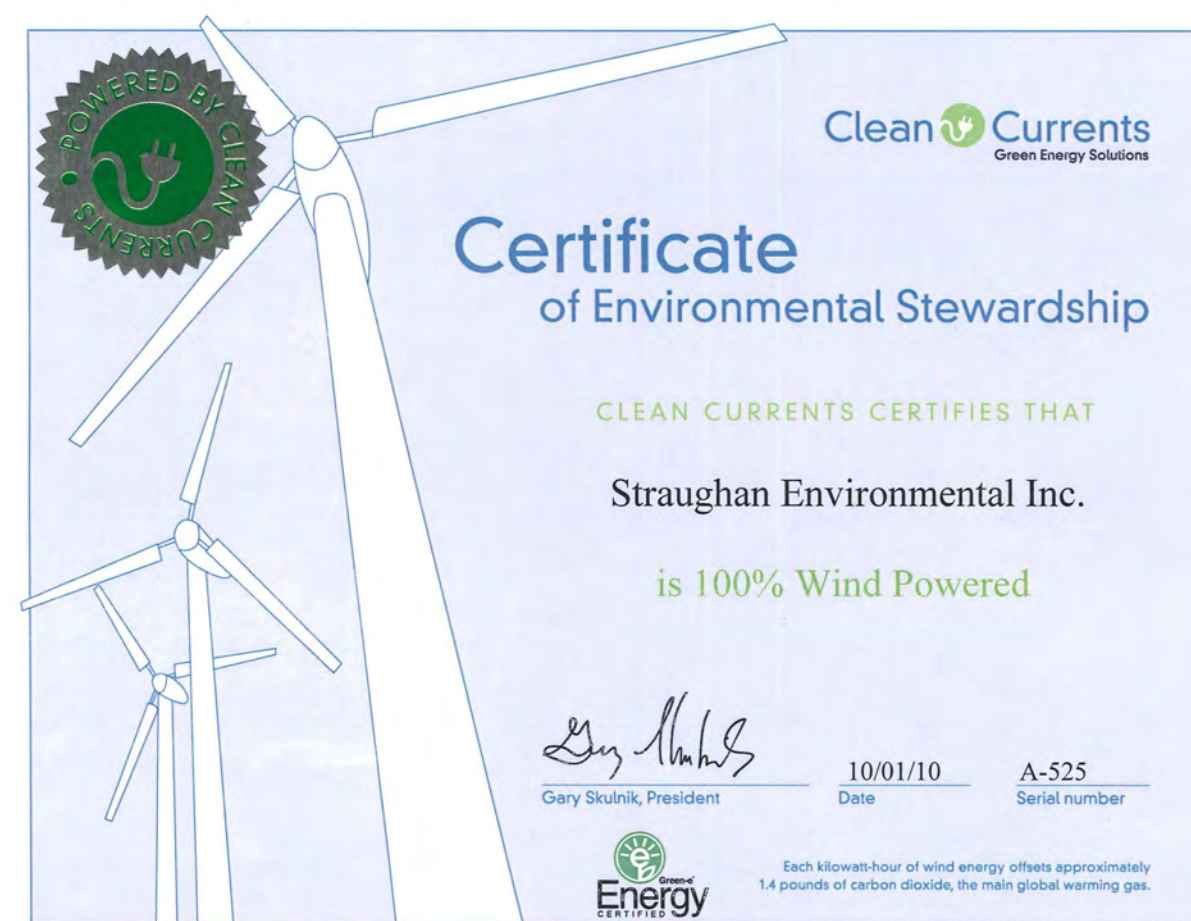 • POWERED BY CLEAN CURRENTS
Clean Currents
Green Energy Solutions
Certificate
of Environmental Stewardship
CLEAN CURRENTS CERTIFIES THAT
Straughan Environmental Inc.
is 100% Wind Powered
10/01/10 A-525
Gary Skulnik, President Date Serial number
Green-e
Energy
CERTIFIED
Each kilowatt-hour of wind energy offsets approximately
1.4 pounds of carbon dioxide, the main global warming gas.